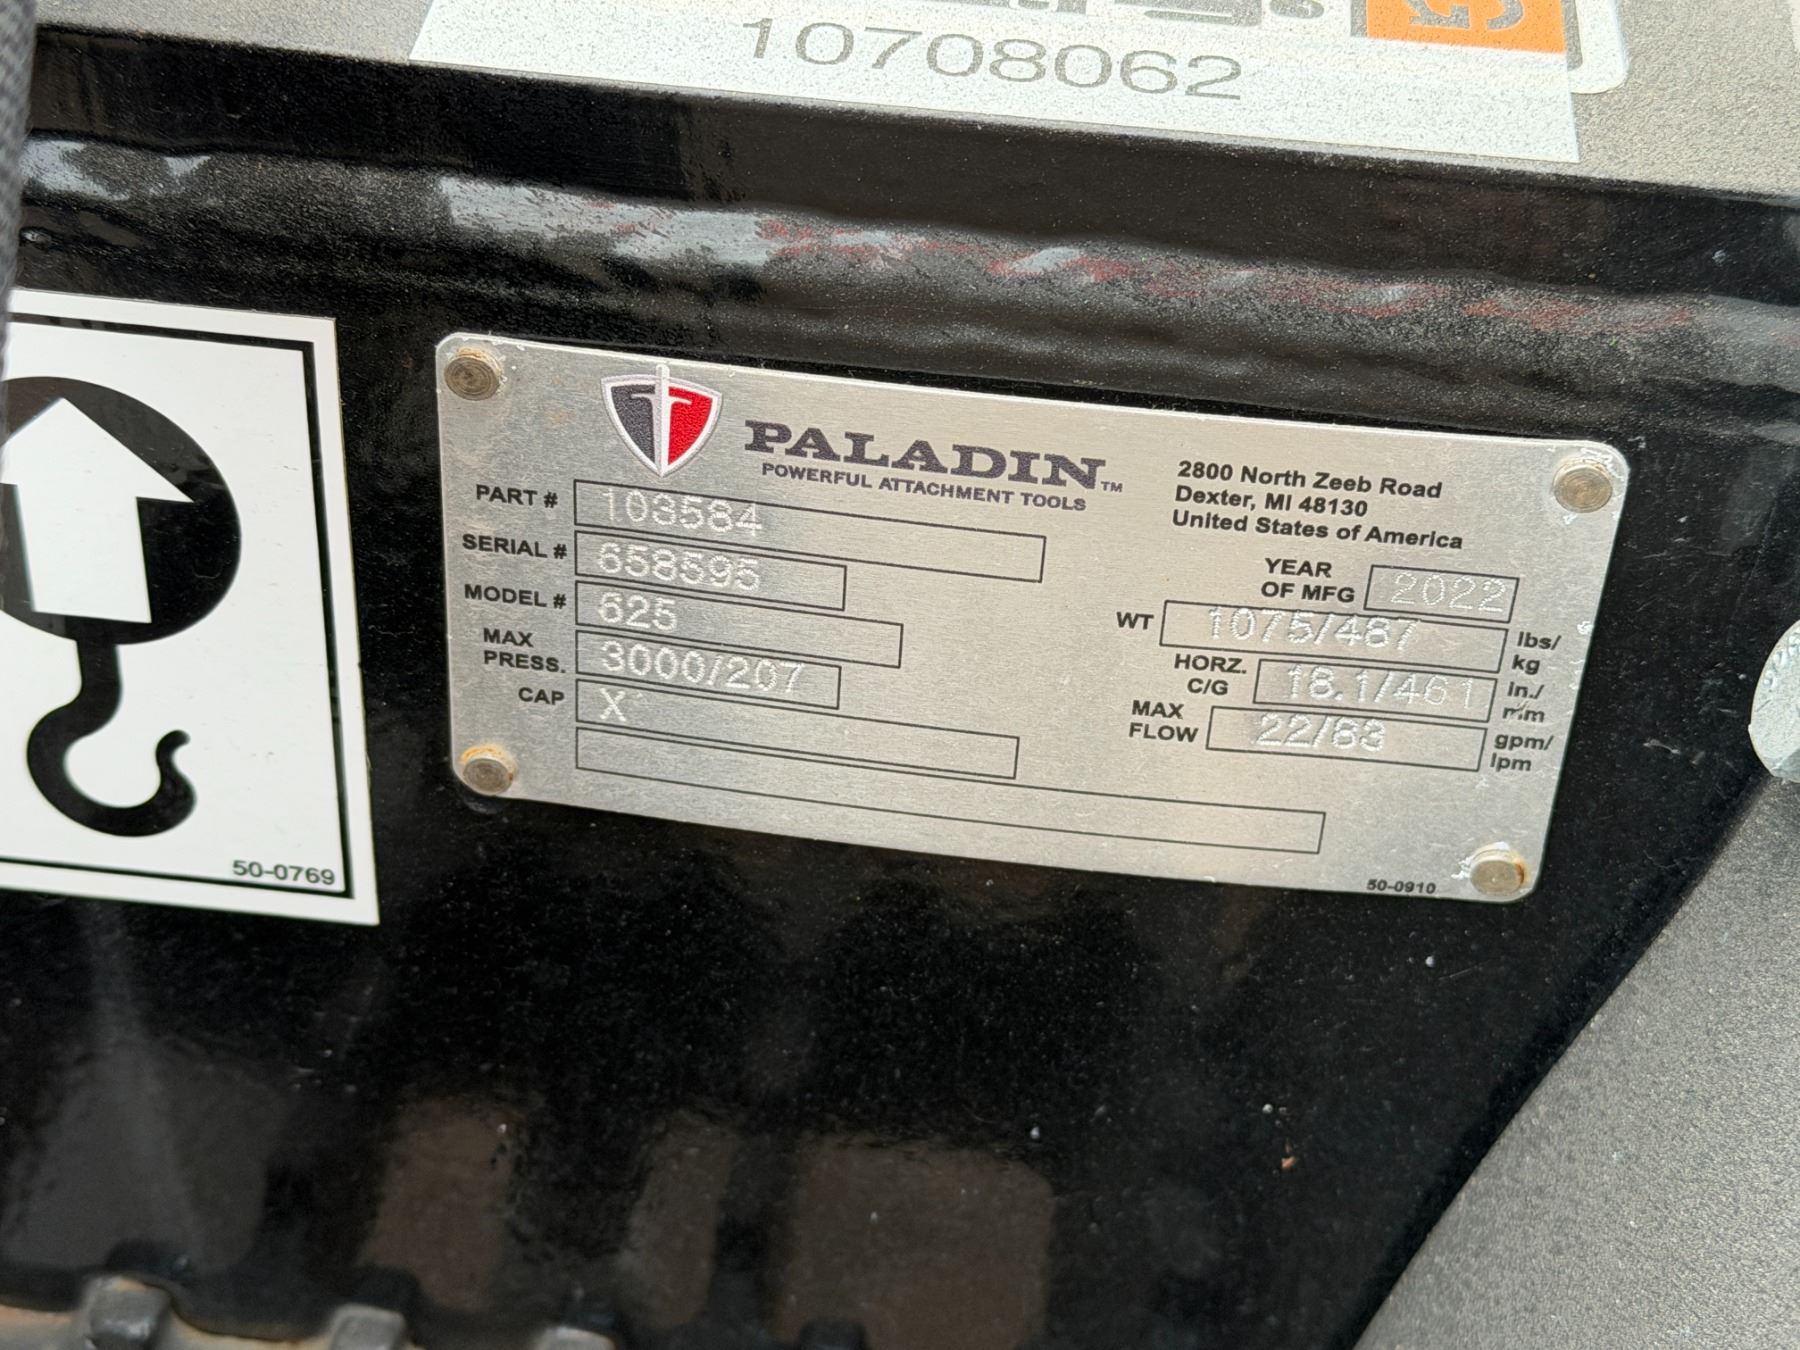 10708062
PALADIN™
POWERFUL ATTACHMENT TOOLS
2800 North Zeeb Road
Dexter, MI 48130
United States of America
PART # 103584
SERIAL # 658595
MODEL # 625
MAX PRESS. 3000/207
CAP X
YEAR OF MFG 2022
WT 1075/487 lbs/kg
HORZ. C/G 18.1/461 in./mm
MAX FLOW 22/83 gpm/lpm
50-0910
50-0769